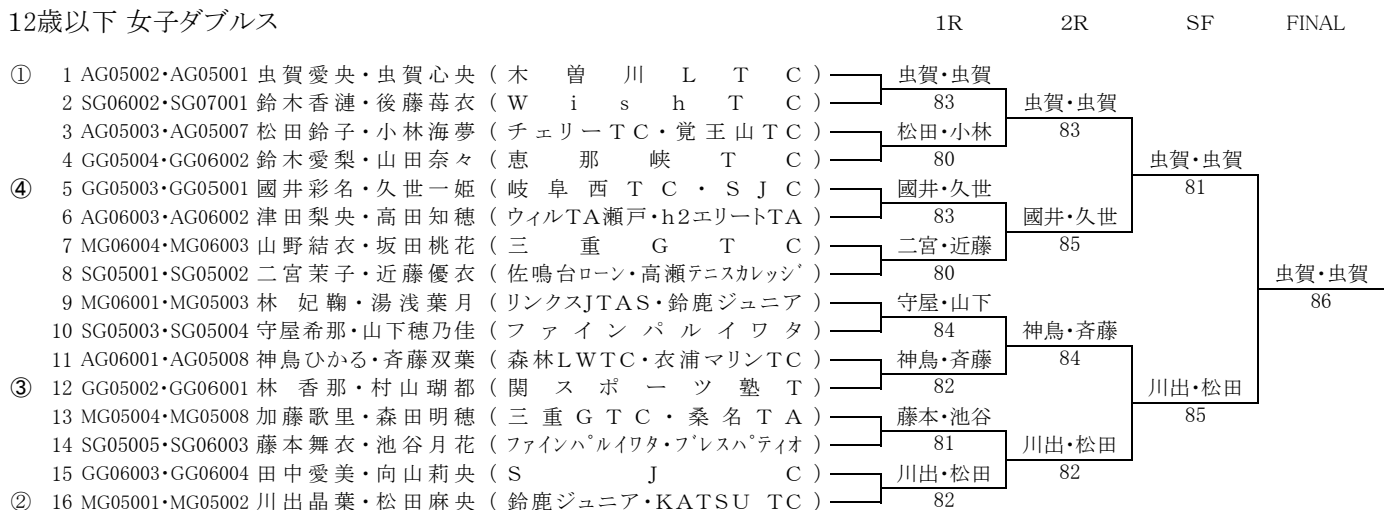 12歳以下 女子ダブルス 1R 2R SF FINAL
① 1 AG05002・AG05001 虫賀愛央・虫賀心央 ( 木曽川LTC ) 虫賀・虫賀
2 SG06002・SG07001 鈴木香漣・後藤苺衣 ( WishTC ) 83 虫賀・虫賀
3 AG05003・AG05007 松田鈴子・小林海夢 ( チェリーTC・覚王山TC ) 松田・小林 83
4 GG05004・GG06002 鈴木愛梨・山田奈々 ( 恵那峡TC ) 80 虫賀・虫賀
④ 5 GG05003・GG05001 國井彩名・久世一姫 ( 岐阜西TC・SJC ) 國井・久世 81
6 AG06003・AG06002 津田梨央・高田知穂 ( ウィルTA瀬戸・h2エリートTA ) 83 國井・久世
7 MG06004・MG06003 山野結衣・坂田桃花 ( 三重GTC ) 二宮・近藤 85
8 SG05001・SG05002 二宮茉子・近藤優衣 ( 佐鳴台ローン・高瀬テニスカレッジ ) 80 虫賀・虫賀
9 MG06001・MG05003 林 妃鞠・湯浅葉月 ( リンクスJTAS・鈴鹿ジュニア ) 守屋・山下 86
10 SG05003・SG05004 守屋希那・山下穂乃佳 ( ファインパルイワタ ) 84 神鳥・斉藤
11 AG06001・AG05008 神鳥ひかる・斉藤双葉 ( 森林LWTC・衣浦マリンTC ) 神鳥・斉藤 84
③ 12 GG05002・GG06001 林 香那・村山瑚都 ( 関スポーツ塾T ) 82 川出・松田
13 MG05004・MG05008 加藤歌里・森田明穂 ( 三重GTC・桑名TA ) 藤本・池谷 85
14 SG05005・SG06003 藤本舞衣・池谷月花 ( ファインパルイワタ・ブレスパティオ ) 81 川出・松田
15 GG06003・GG06004 田中愛美・向山莉央 ( SJC ) 川出・松田 82
② 16 MG05001・MG05002 川出晶葉・松田麻央 ( 鈴鹿ジュニア・KATSU TC ) 82